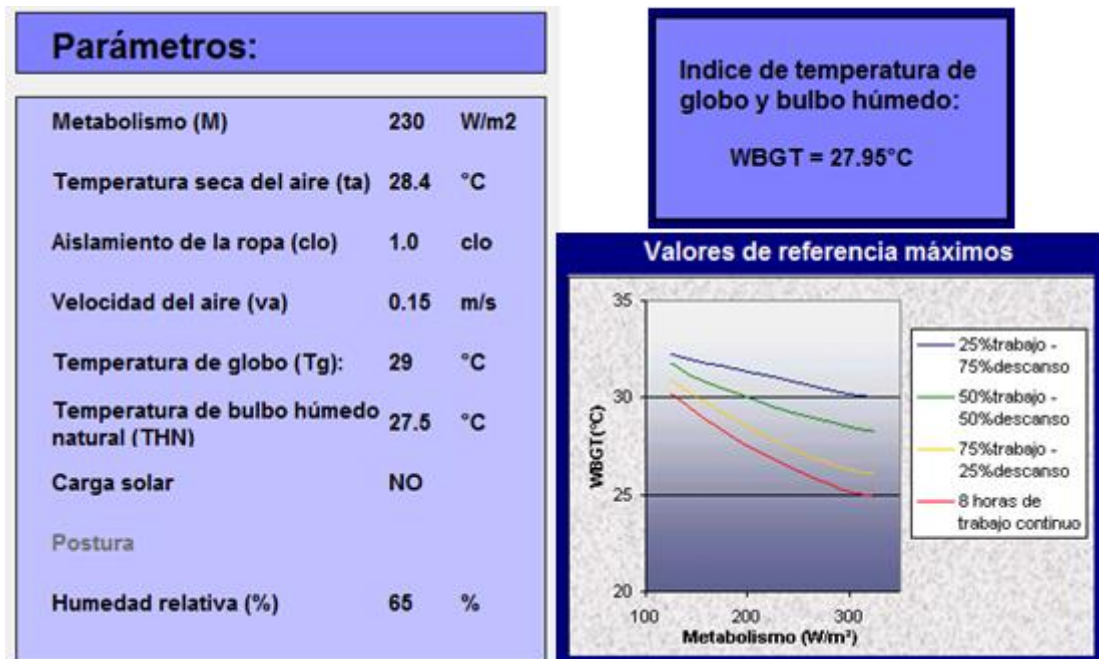 Parámetros:
Metabolismo (M) 230 W/m2
Temperatura seca del aire (ta) 28.4 °C
Aislamiento de la ropa (clo) 1.0 clo
Velocidad del aire (va) 0.15 m/s
Temperatura de globo (Tg): 29 °C
Temperatura de bulbo húmedo
natural (THN) 27.5 °C
Carga solar NO
Postura
Humedad relativa (%) 65 %
Indice de temperatura de
globo y bulbo húmedo:
WBGT = 27.95°C
Valores de referencia máximos
35
30
25
20
WBGT(°C)
100 200 300
Metabolismo (W/m²)
25%trabajo -
75%descanso
50%trabajo -
50%descanso
75%trabajo -
25%descanso
8 horas de
trabajo continuo